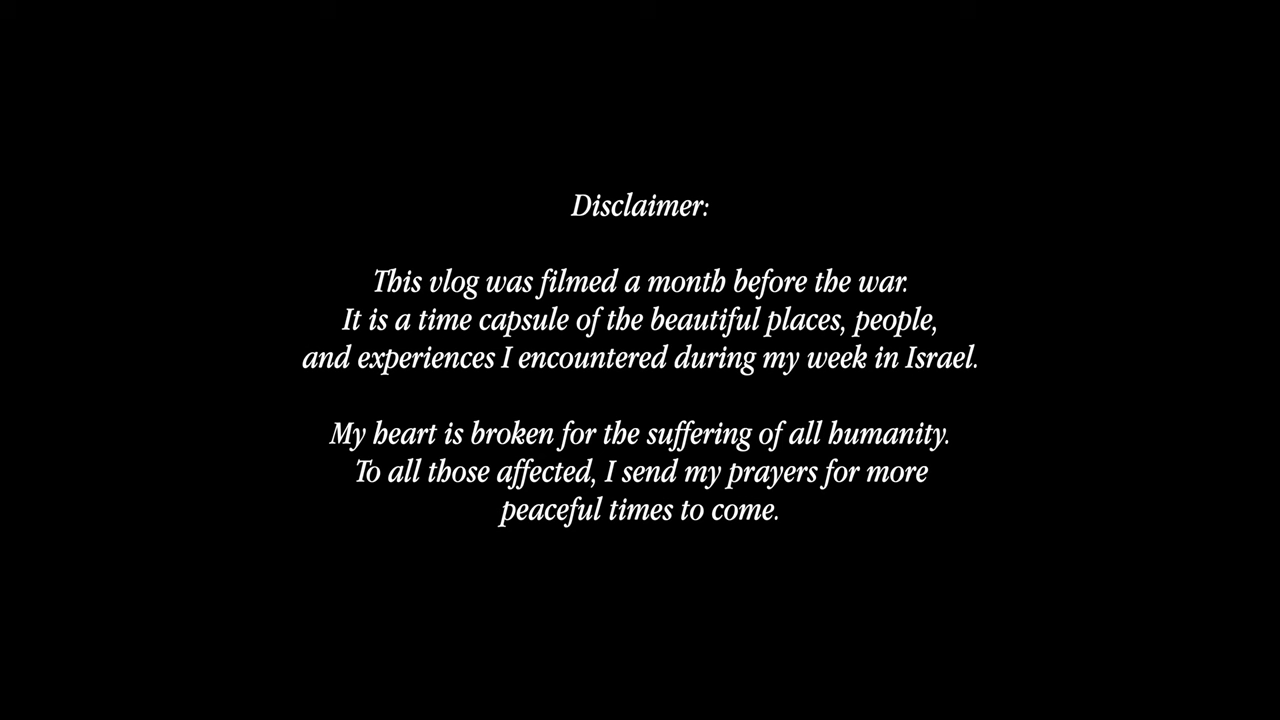 Disclaimer:
This vlog was filmed a month before the war.
It is a time capsule of the beautiful places, people,
and experiences I encountered during my week in Israel.
My heart is broken for the suffering of all humanity.
To all those affected, I send my prayers for more
peaceful times to come.